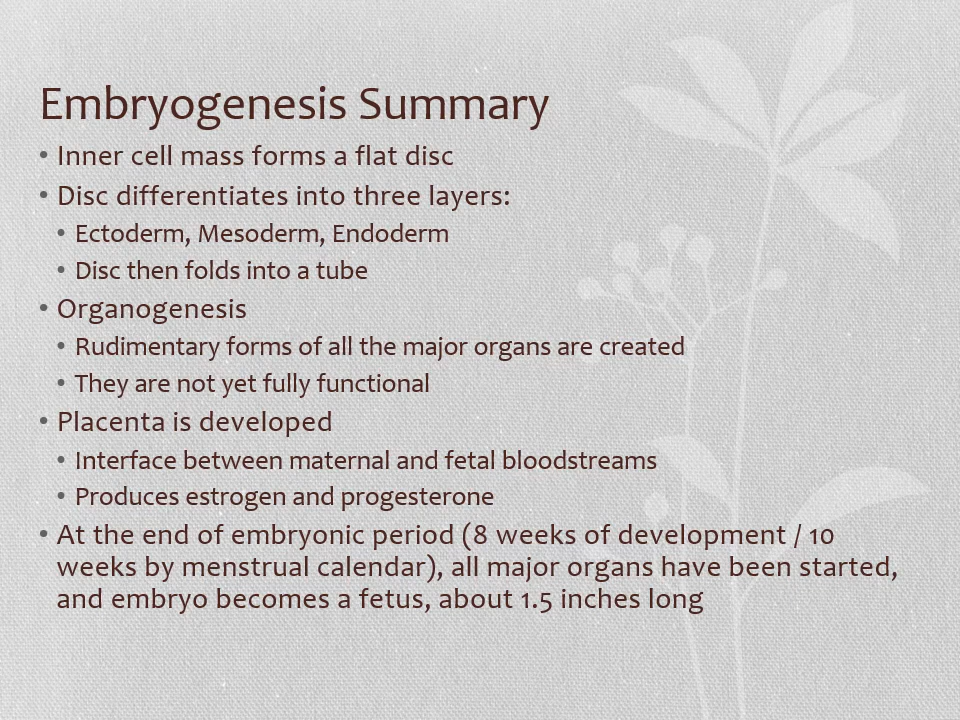 Embryogenesis Summary
• Inner cell mass forms a flat disc
• Disc differentiates into three layers:
• Ectoderm, Mesoderm, Endoderm
• Disc then folds into a tube
• Organogenesis
• Rudimentary forms of all the major organs are created
• They are not yet fully functional
• Placenta is developed
• Interface between maternal and fetal bloodstreams
• Produces estrogen and progesterone
• At the end of embryonic period (8 weeks of development / 10
weeks by menstrual calendar), all major organs have been started,
and embryo becomes a fetus, about 1.5 inches long